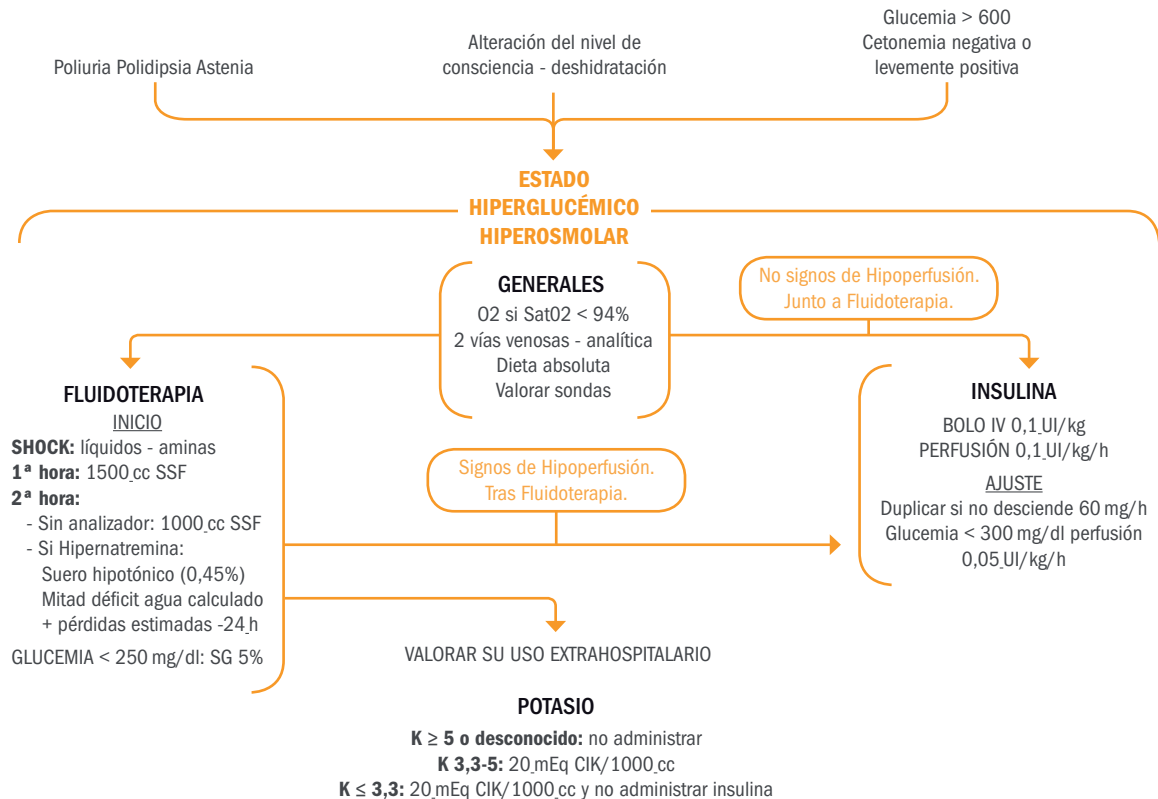 Poliuria Polidipsia Astenia
Alteración del nivel de
consciencia - deshidratación
Glucemia > 600
Cetonemia negativa o
levemente positiva
ESTADO
HIPERGLUCÉMICO
HIPEROSMOLAR
GENERALES
O2 si SatO2 < 94%
2 vías venosas - analítica
Dieta absoluta
Valorar sondas
No signos de Hipoperfusión.
Junto a Fluidoterapia.
FLUIDOTERAPIA
INICIO
SHOCK: líquidos - aminas
1ª hora: 1500 cc SSF
2ª hora:
- Sin analizador: 1000 cc SSF
- Si Hipernatremina:
Suero hipotónico (0,45%)
Mitad déficit agua calculado
+ pérdidas estimadas -24 h
GLUCEMIA < 250 mg/dl: SG 5%
Signos de Hipoperfusión.
Tras Fluidoterapia.
INSULINA
BOLO IV 0,1 UI/kg
PERFUSIÓN 0,1 UI/kg/h
AJUSTE
Duplicar si no desciende 60 mg/h
Glucemia < 300 mg/dl perfusión
0,05 UI/kg/h
VALORAR SU USO EXTRAHOSPITALARIO
POTASIO
K ≥ 5 o desconocido: no administrar
K 3,3-5: 20 mEq ClK/1000 cc
K ≤ 3,3: 20 mEq ClK/1000 cc y no administrar insulina